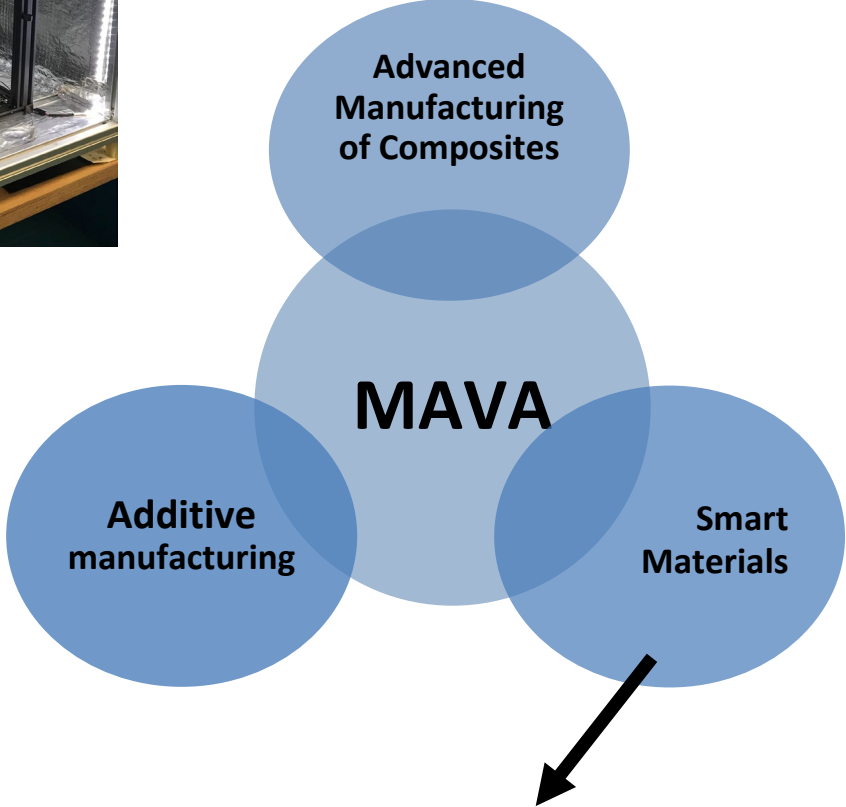 Advanced
Manufacturing
of Composites
MAVA
Additive
manufacturing
Smart
Materials